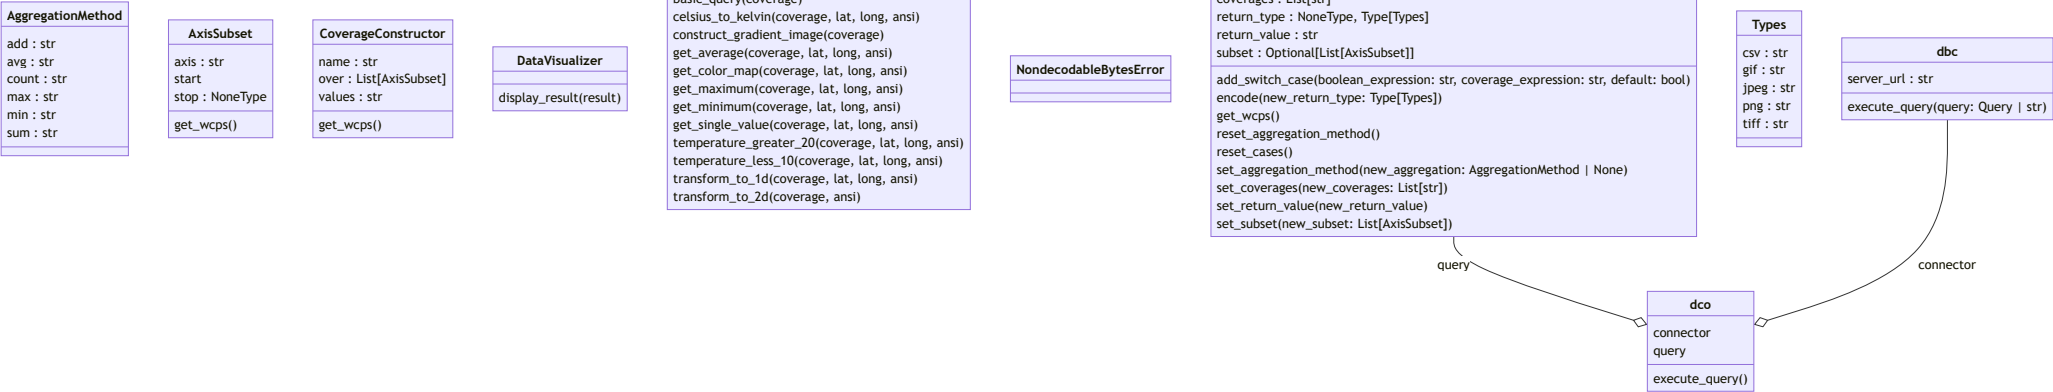 AggregationMethod
add : str
avg : str
count : str
max : str
min : str
sum : str
AxisSubset
axis : str
start
stop : NoneType
get_wcps()
CoverageConstructor
name : str
over : List[AxisSubset]
values : str
get_wcps()
DataVisualizer
display_result(result)
basic_query(coverage)
celsius_to_kelvin(coverage, lat, long, ansi)
construct_gradient_image(coverage)
get_average(coverage, lat, long, ansi)
get_color_map(coverage, lat, long, ansi)
get_maximum(coverage, lat, long, ansi)
get_minimum(coverage, lat, long, ansi)
get_single_value(coverage, lat, long, ansi)
temperature_greater_20(coverage, lat, long, ansi)
temperature_less_10(coverage, lat, long, ansi)
transform_to_1d(coverage, lat, long, ansi)
transform_to_2d(coverage, ansi)
NondecodableBytesError
coverages : List[str]
return_type : NoneType, Type[Types]
return_value : str
subset : Optional[List[AxisSubset]]
add_switch_case(boolean_expression: str, coverage_expression: str, default: bool)
encode(new_return_type: Type[Types])
get_wcps()
reset_aggregation_method()
reset_cases()
set_aggregation_method(new_aggregation: AggregationMethod | None)
set_coverages(new_coverages: List[str])
set_return_value(new_return_value)
set_subset(new_subset: List[AxisSubset])
Types
csv : str
gif : str
jpeg : str
png : str
tiff : str
dbc
server_url : str
execute_query(query: Query | str)
query
connector
dco
connector
query
execute_query()